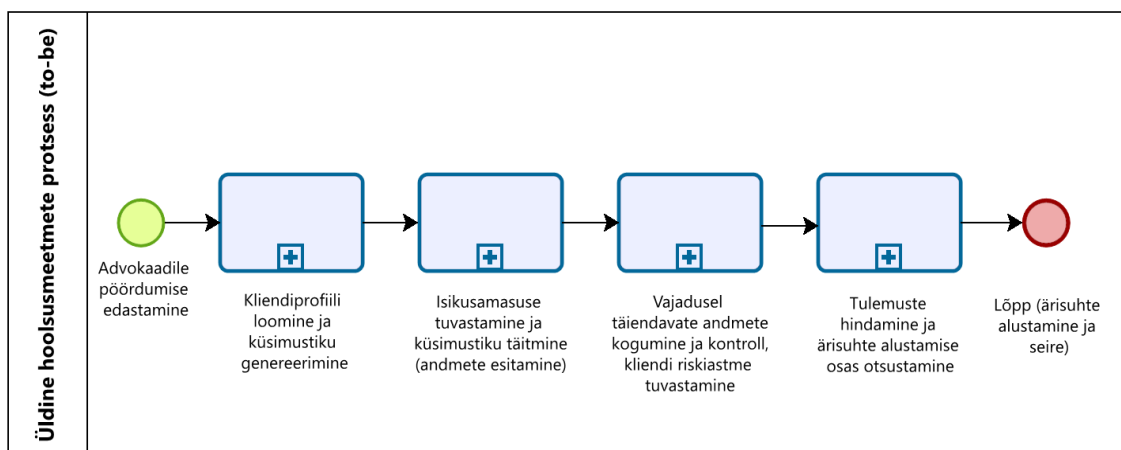 Üldine hoolsusmeetmete protsess (to-be)
Advokaadile
pöördumise
edastamine
Kliendiprofiili
loomine ja
küsimustiku
genereerimine
Isikusamasuse
tuvastamine ja
küsimustiku täitmine
(andmete esitamine)
Vajadusel
täiendavate andmete
kogumine ja kontroll,
kliendi riskiastme
tuvastamine
Tulemuste
hindamine ja
ärisuhte alustamise
osas otsustamine
Lõpp (ärisuhte
alustamine ja
seire)